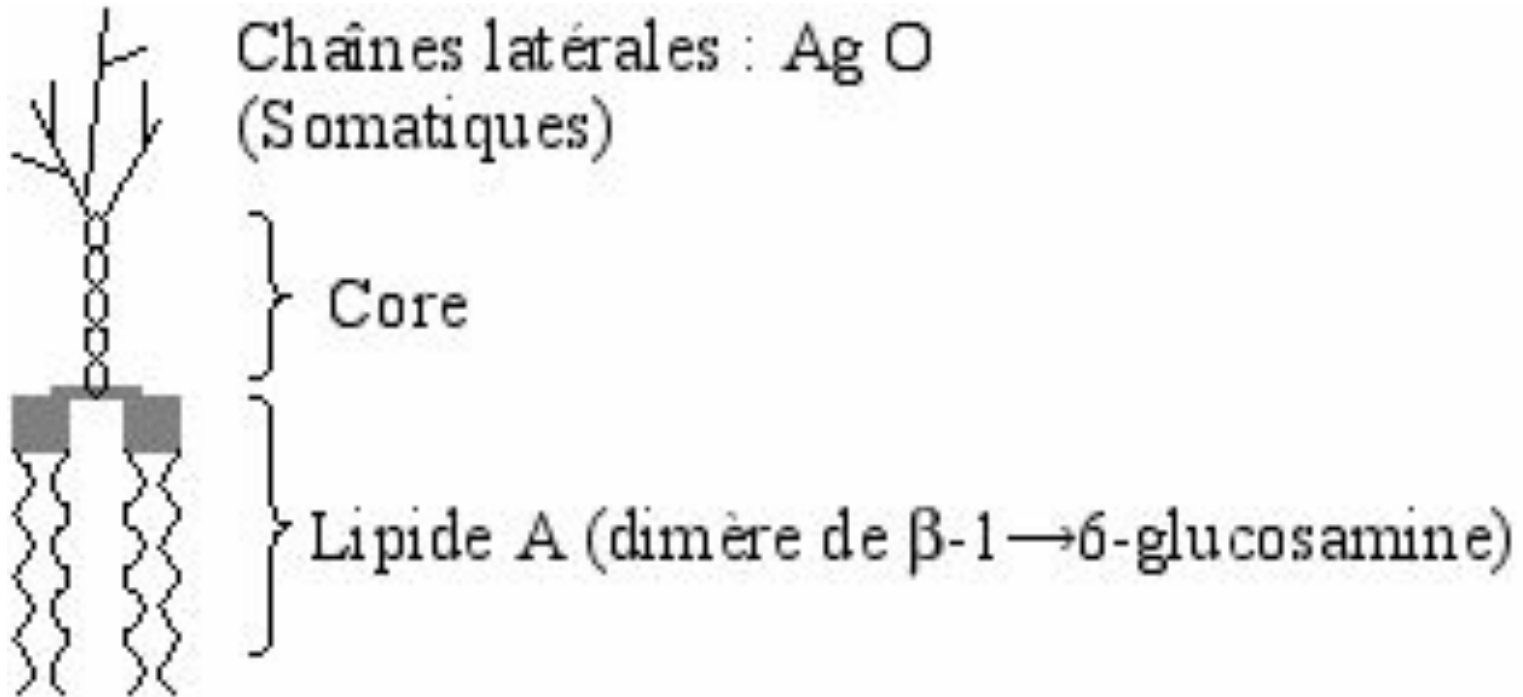 Chaînes latérales : Ag O
(Somatiques)
Core
Lipide A (dimère de β-1→6-glucosamine)